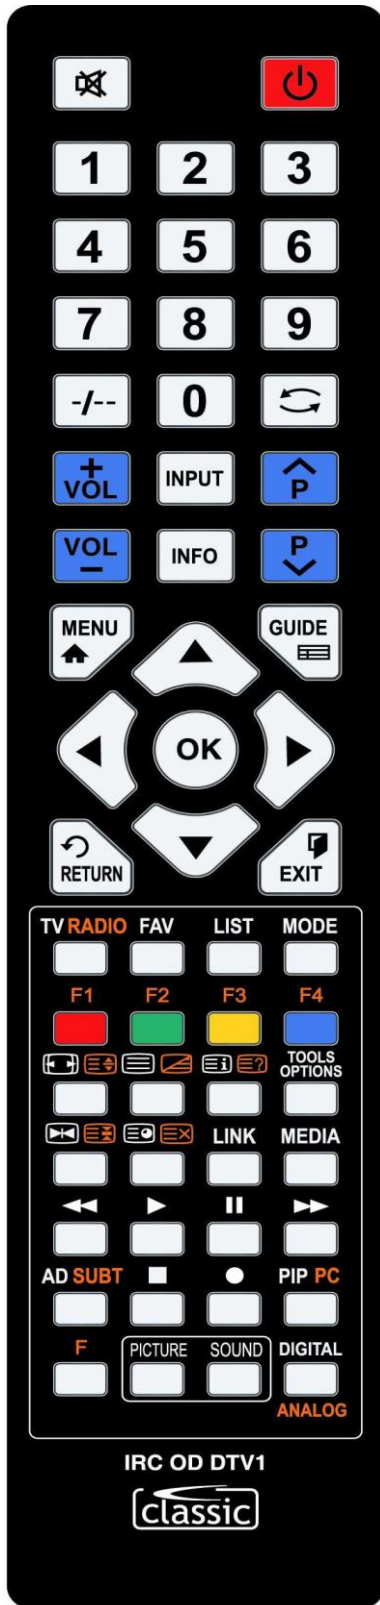 1 2 3
4 5 6
7 8 9
-/-- 0
+ VOL INPUT P
VOL - INFO P
MENU GUIDE
OK
RETURN EXIT
TV RADIO FAV LIST MODE
F1 F2 F3 F4
i ? TOOLS OPTIONS
LINK MEDIA
AD SUBT PIP PC
F PICTURE SOUND DIGITAL
ANALOG
IRC OD DTV1
classic